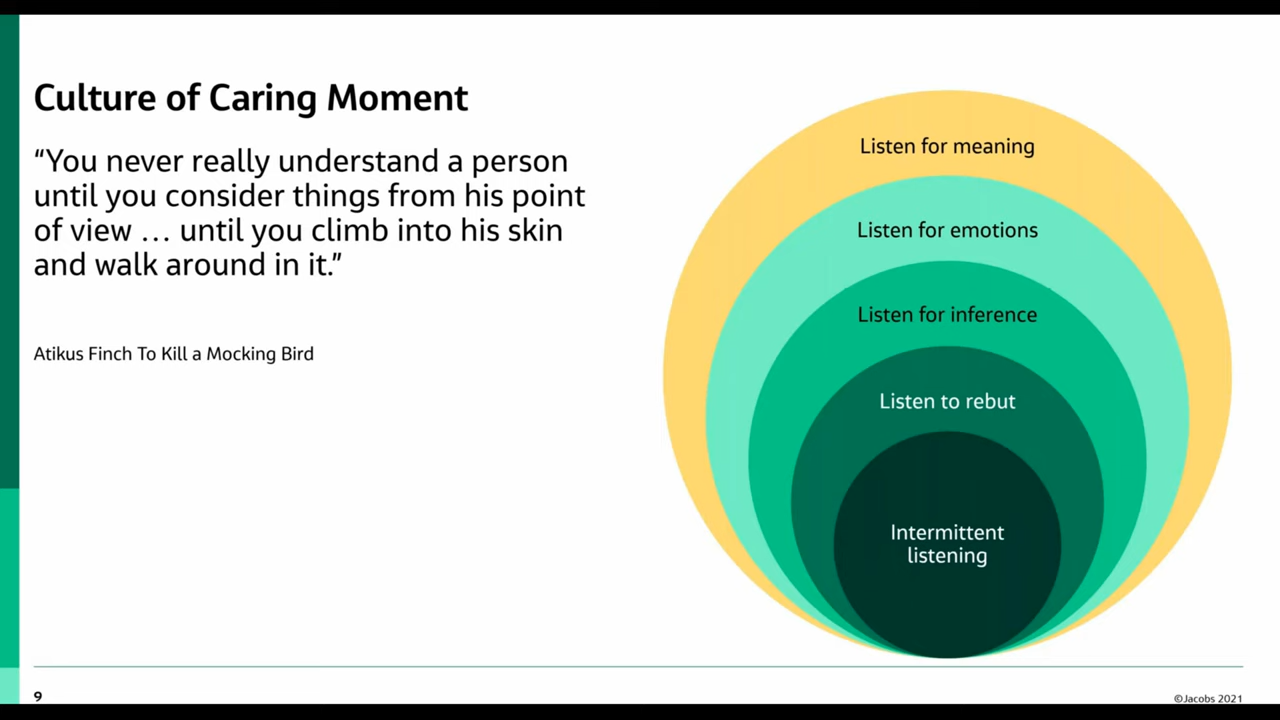 Culture of Caring Moment
“You never really understand a person
until you consider things from his point
of view … until you climb into his skin
and walk around in it.”
Atikus Finch To Kill a Mocking Bird
Listen for meaning
Listen for emotions
Listen for inference
Listen to rebut
Intermittent
listening
9
©Jacobs 2021